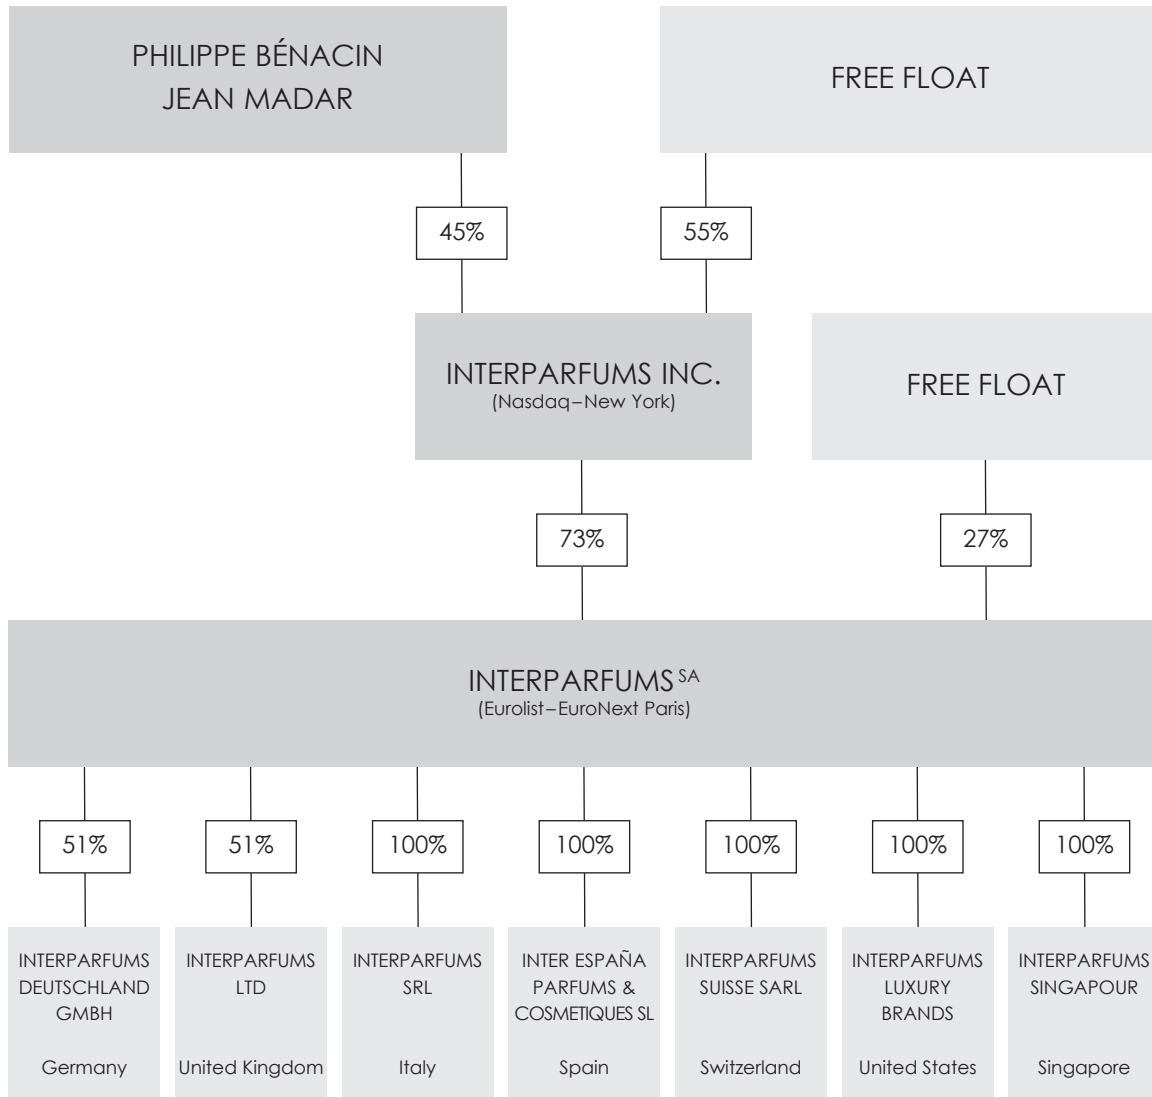 PHILIPPE BÉNACIN
JEAN MADAR
FREE FLOAT
45%
55%
INTERPARFUMS INC.
(Nasdaq–New York)
FREE FLOAT
73%
27%
INTERPARFUMS SA
(Eurolist–EuroNext Paris)
51%
51%
100%
100%
100%
100%
100%
INTERPARFUMS
DEUTSCHLAND
GMBH
Germany
INTERPARFUMS
LTD
United Kingdom
INTERPARFUMS
SRL
Italy
INTER ESPAÑA
PARFUMS &
COSMETIQUES SL
Spain
INTERPARFUMS
SUISSE SARL
Switzerland
INTERPARFUMS
LUXURY
BRANDS
United States
INTERPARFUMS
SINGAPOUR
Singapore